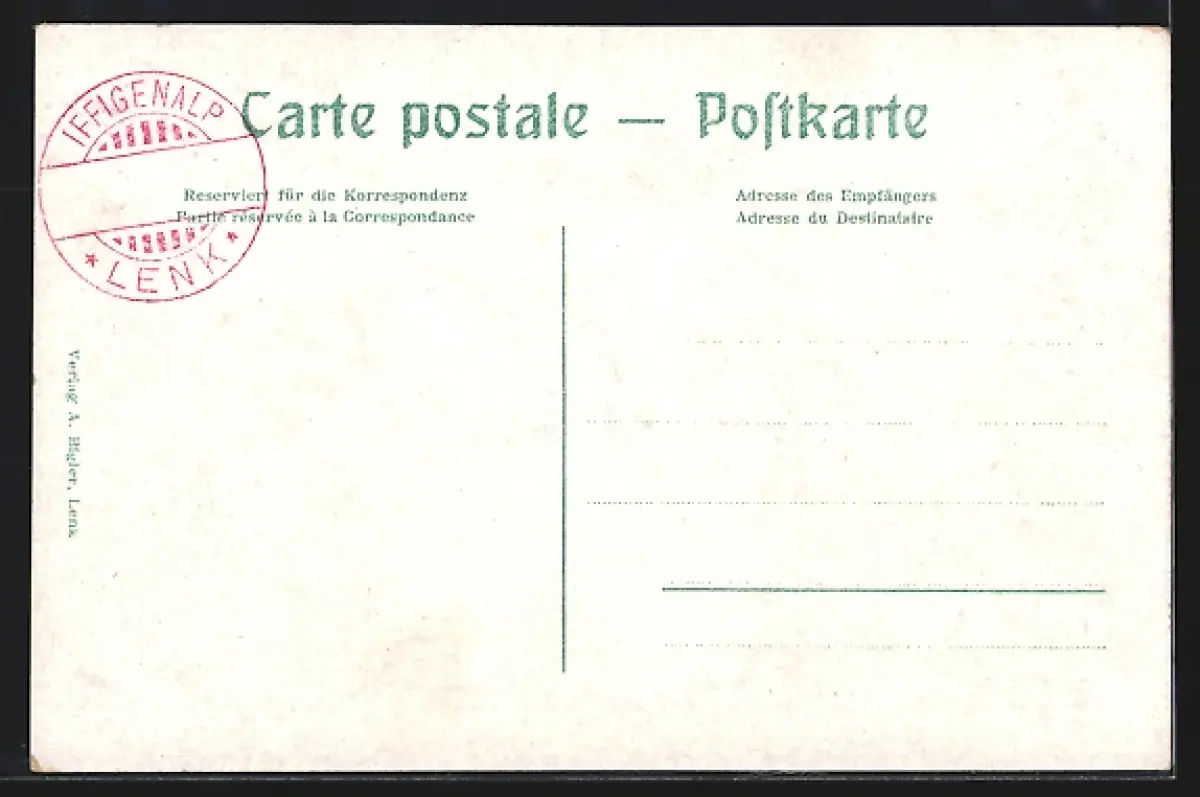 IFFIGENALP
LENK
Carte postale — Poſtkarte
Reserviert für die Korrespondenz
Partie réservée à la Correspondance
Adresse des Empfängers
Adresse du Destinataire
Verlag A. Bigler, Lenk